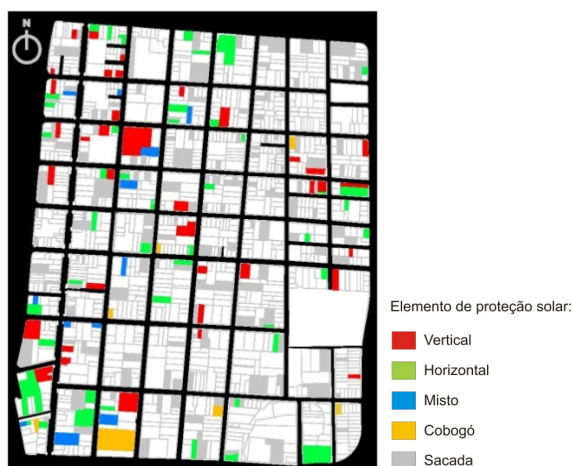 N
Elemento de proteção solar:
Vertical
Horizontal
Misto
Cobogó
Sacada